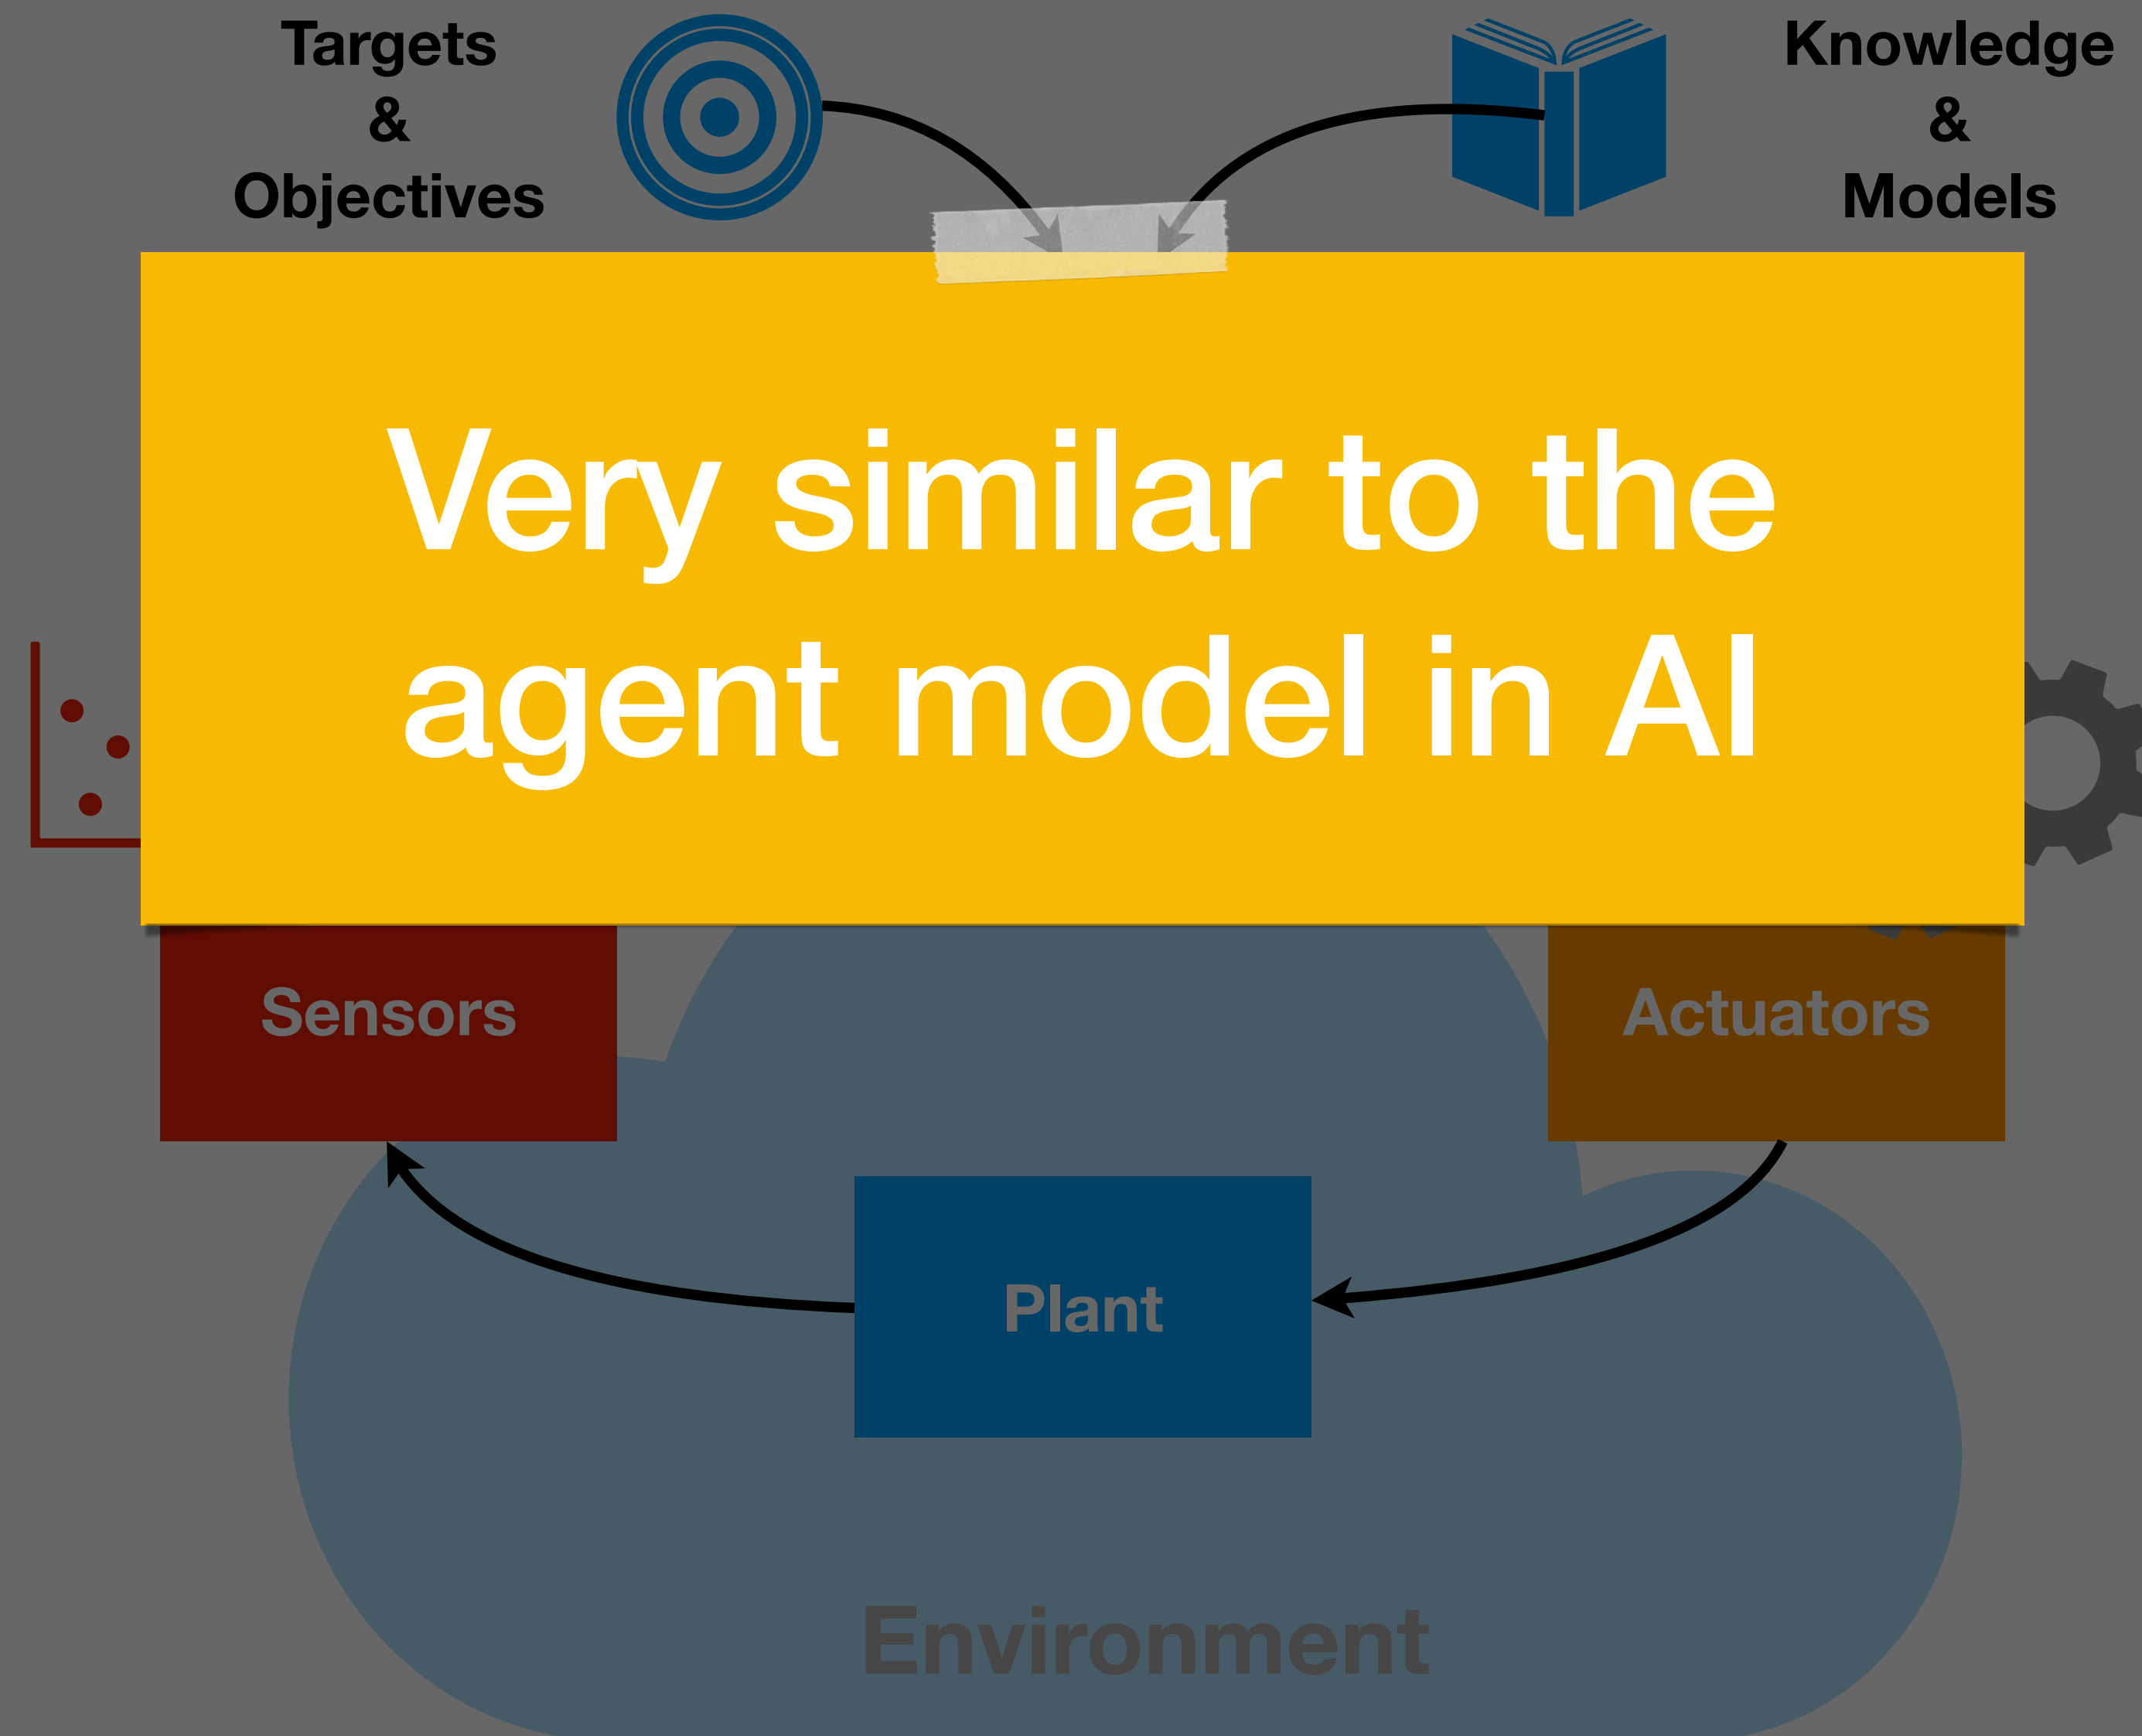 Targets
&
Objectives
Knowledge
&
Models
Very similar to the
agent model in AI
Sensors
Actuators
Plant
Environment